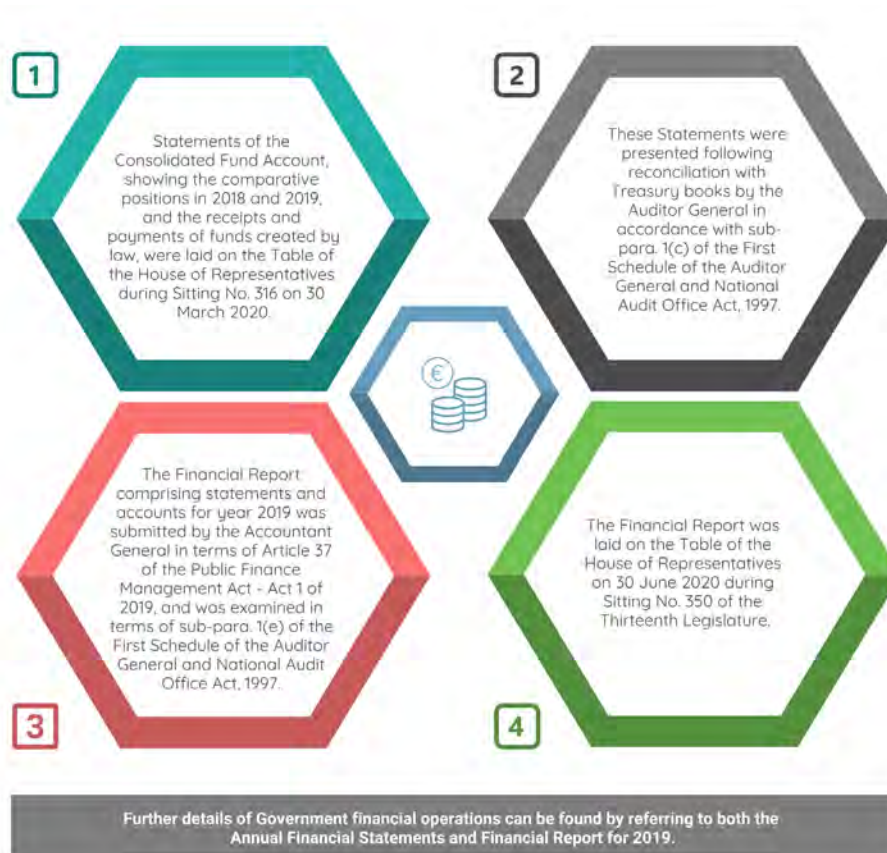 1
Statements of the
Consolidated Fund Account,
showing the comparative
positions in 2018 and 2019,
and the receipts and
payments of funds created by
law, were laid on the Table of
the House of Representatives
during Sitting No. 316 on 30
March 2020.
2
These Statements were
presented following
reconciliation with
Treasury books by the
Auditor General in
accordance with sub-
para. 1(c) of the First
Schedule of the Auditor
General and National
Audit Office Act, 1997.
€
The Financial Report
comprising statements and
accounts for year 2019 was
submitted by the Accountant
General in terms of Article 37
of the Public Finance
Management Act - Act 1 of
2019, and was examined in
terms of sub-para. 1(e) of the
First Schedule of the Auditor
General and National Audit
Office Act, 1997.
3
The Financial Report was
laid on the Table of the
House of Representatives
on 30 June 2020 during
Sitting No. 350 of the
Thirteenth Legislature.
4
Further details of Government financial operations can be found by referring to both the
Annual Financial Statements and Financial Report for 2019.